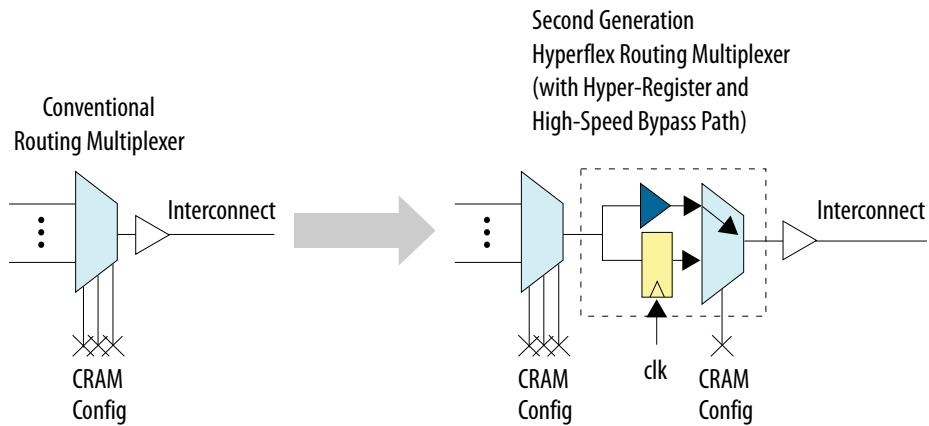 Conventional
Routing Multiplexer
Interconnect
CRAM
Config
Second Generation
Hyperflex Routing Multiplexer
(with Hyper-Register and
High-Speed Bypass Path)
Interconnect
CRAM
Config
clk
CRAM
Config